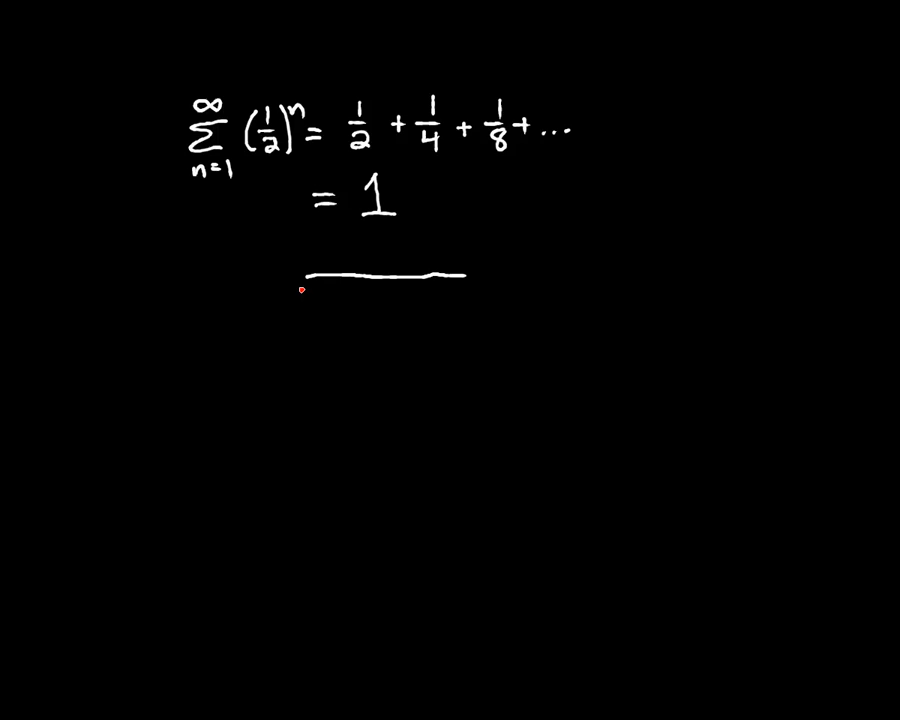 ∞
∑ (1/2)^n = 1/2 + 1/4 + 1/8 + ...
n=1
= 1